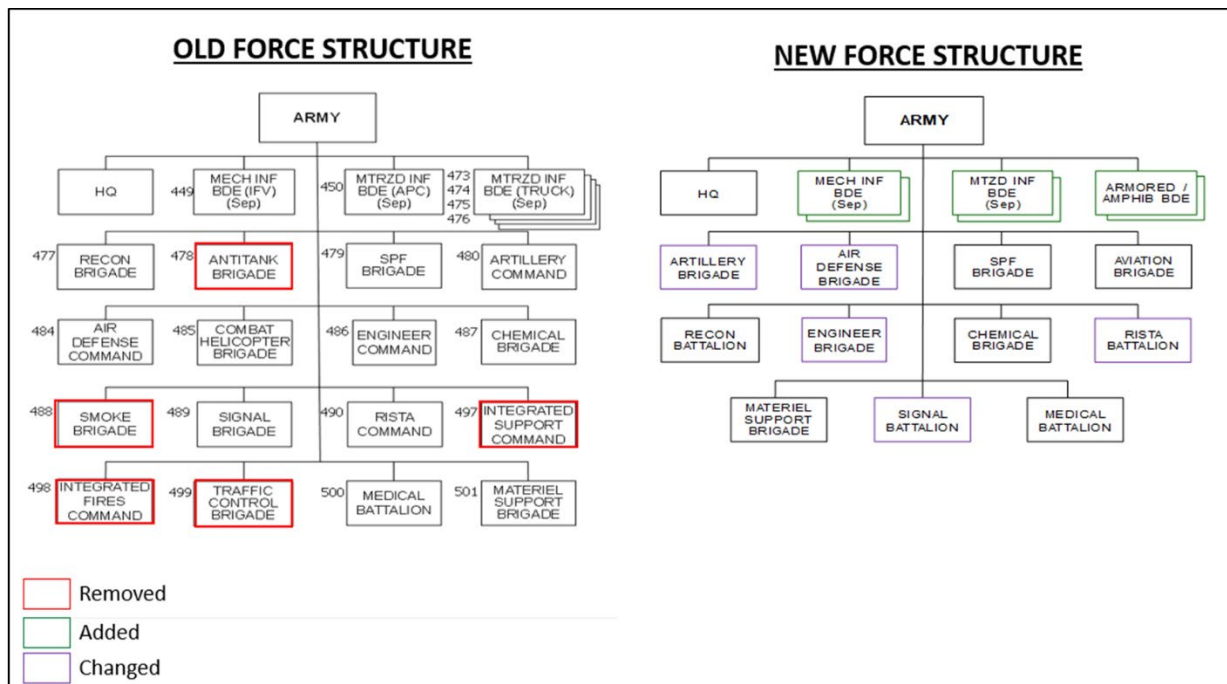 OLD FORCE STRUCTURE
ARMY
HQ
449
MECH INF
BDE (IFV)
(Sep)
450
MTRZD INF
BDE (APC)
(Sep)
473
474
475
476
MTRZD INF
BDE (TRUCK)
(Sep)
477
RECON
BRIGADE
478
ANTITANK
BRIGADE
479
SPF
BRIGADE
480
ARTILLERY
COMMAND
484
AIR
DEFENSE
COMMAND
485
COMBAT
HELICOPTER
BRIGADE
486
ENGINEER
COMMAND
487
CHEMICAL
BRIGADE
488
SMOKE
BRIGADE
489
SIGNAL
BRIGADE
490
RISTA
COMMAND
497
INTEGRATED
SUPPORT
COMMAND
498
INTEGRATED
FIRES
COMMAND
499
TRAFFIC
CONTROL
BRIGADE
500
MEDICAL
BATTALION
501
MATERIEL
SUPPORT
BRIGADE
Removed
Added
Changed
NEW FORCE STRUCTURE
ARMY
HQ
MECH INF
BDE
(Sep)
MTZD INF
BDE
(Sep)
ARMORED /
AMPHIB BDE
ARTILLERY
BRIGADE
AIR
DEFENSE
BRIGADE
SPF
BRIGADE
AVIATION
BRIGADE
RECON
BATTALION
ENGINEER
BRIGADE
CHEMICAL
BRIGADE
RISTA
BATTALION
MATERIEL
SUPPORT
BRIGADE
SIGNAL
BATTALION
MEDICAL
BATTALION